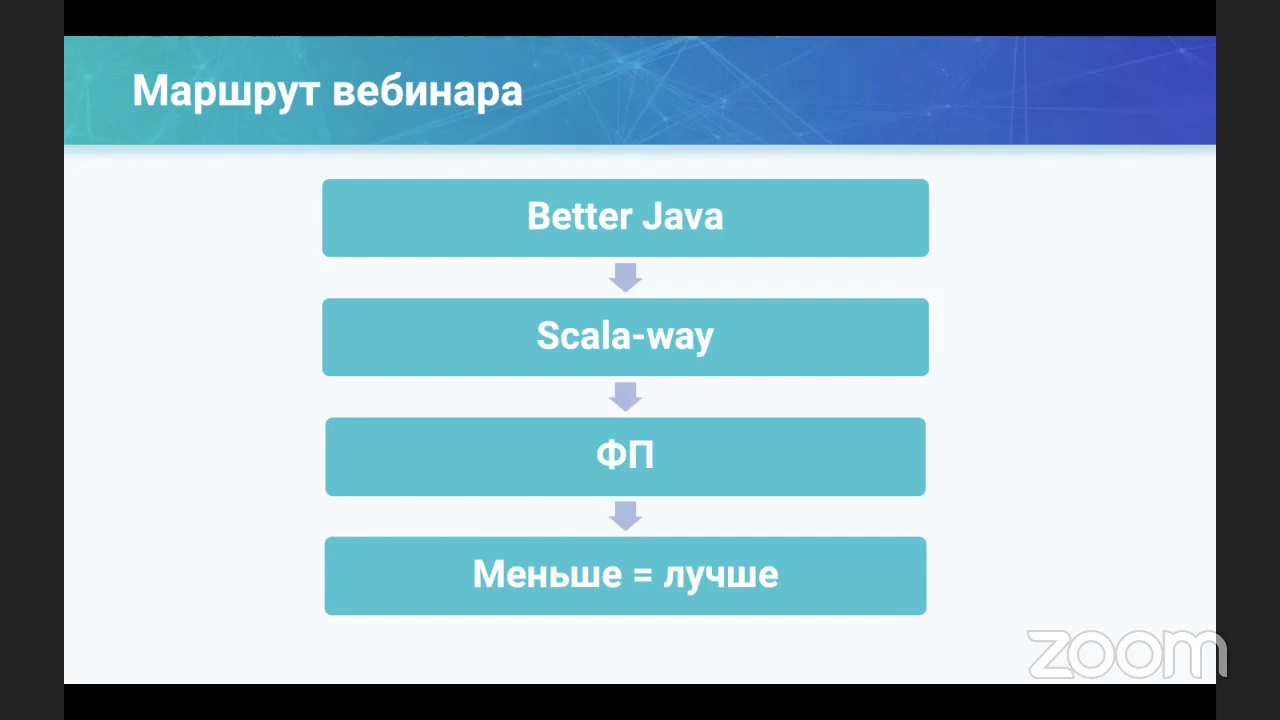 Маршрут вебинара
Better Java
Scala-way
ФП
Меньше = лучше
zoom